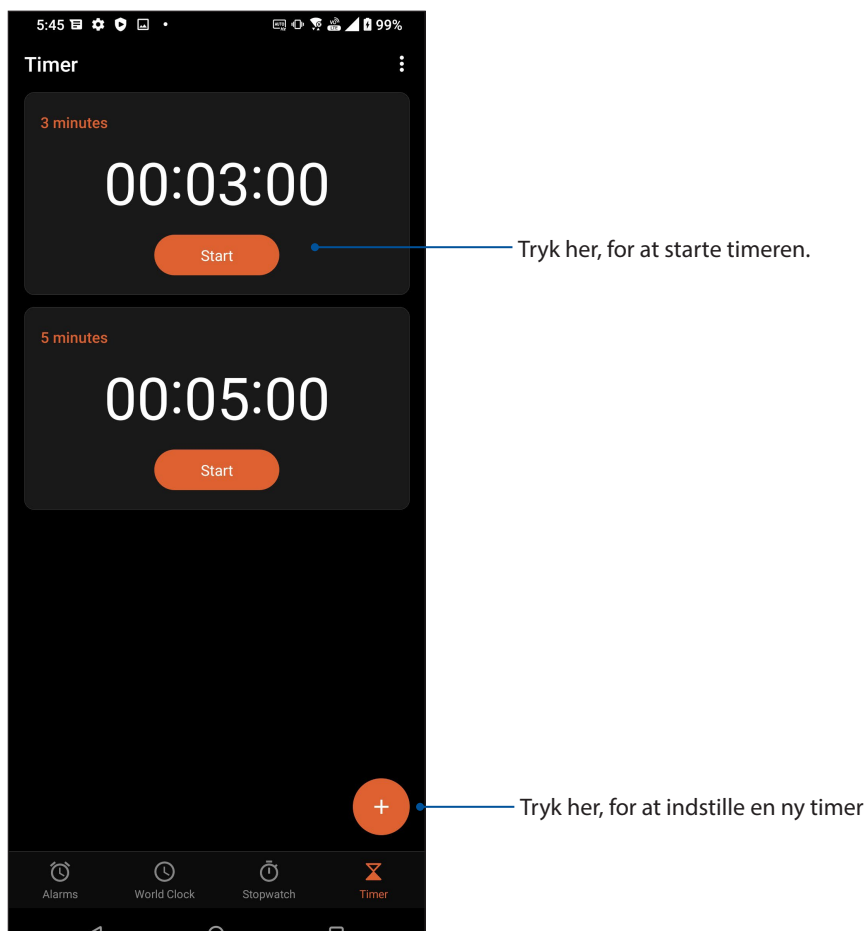 5:45 99%
Timer
3 minutes
00:03:00
Start
Tryk her, for at starte timeren.
5 minutes
00:05:00
Start
+
Tryk her, for at indstille en ny timer
Alarms World Clock Stopwatch Timer